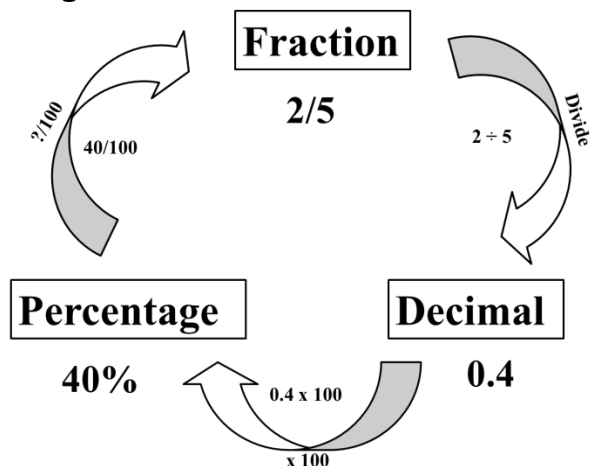 Fraction
2/5
Divide
2 ÷ 5
Decimal
0.4
0.4 x 100
x 100
Percentage
40%
?/100
40/100